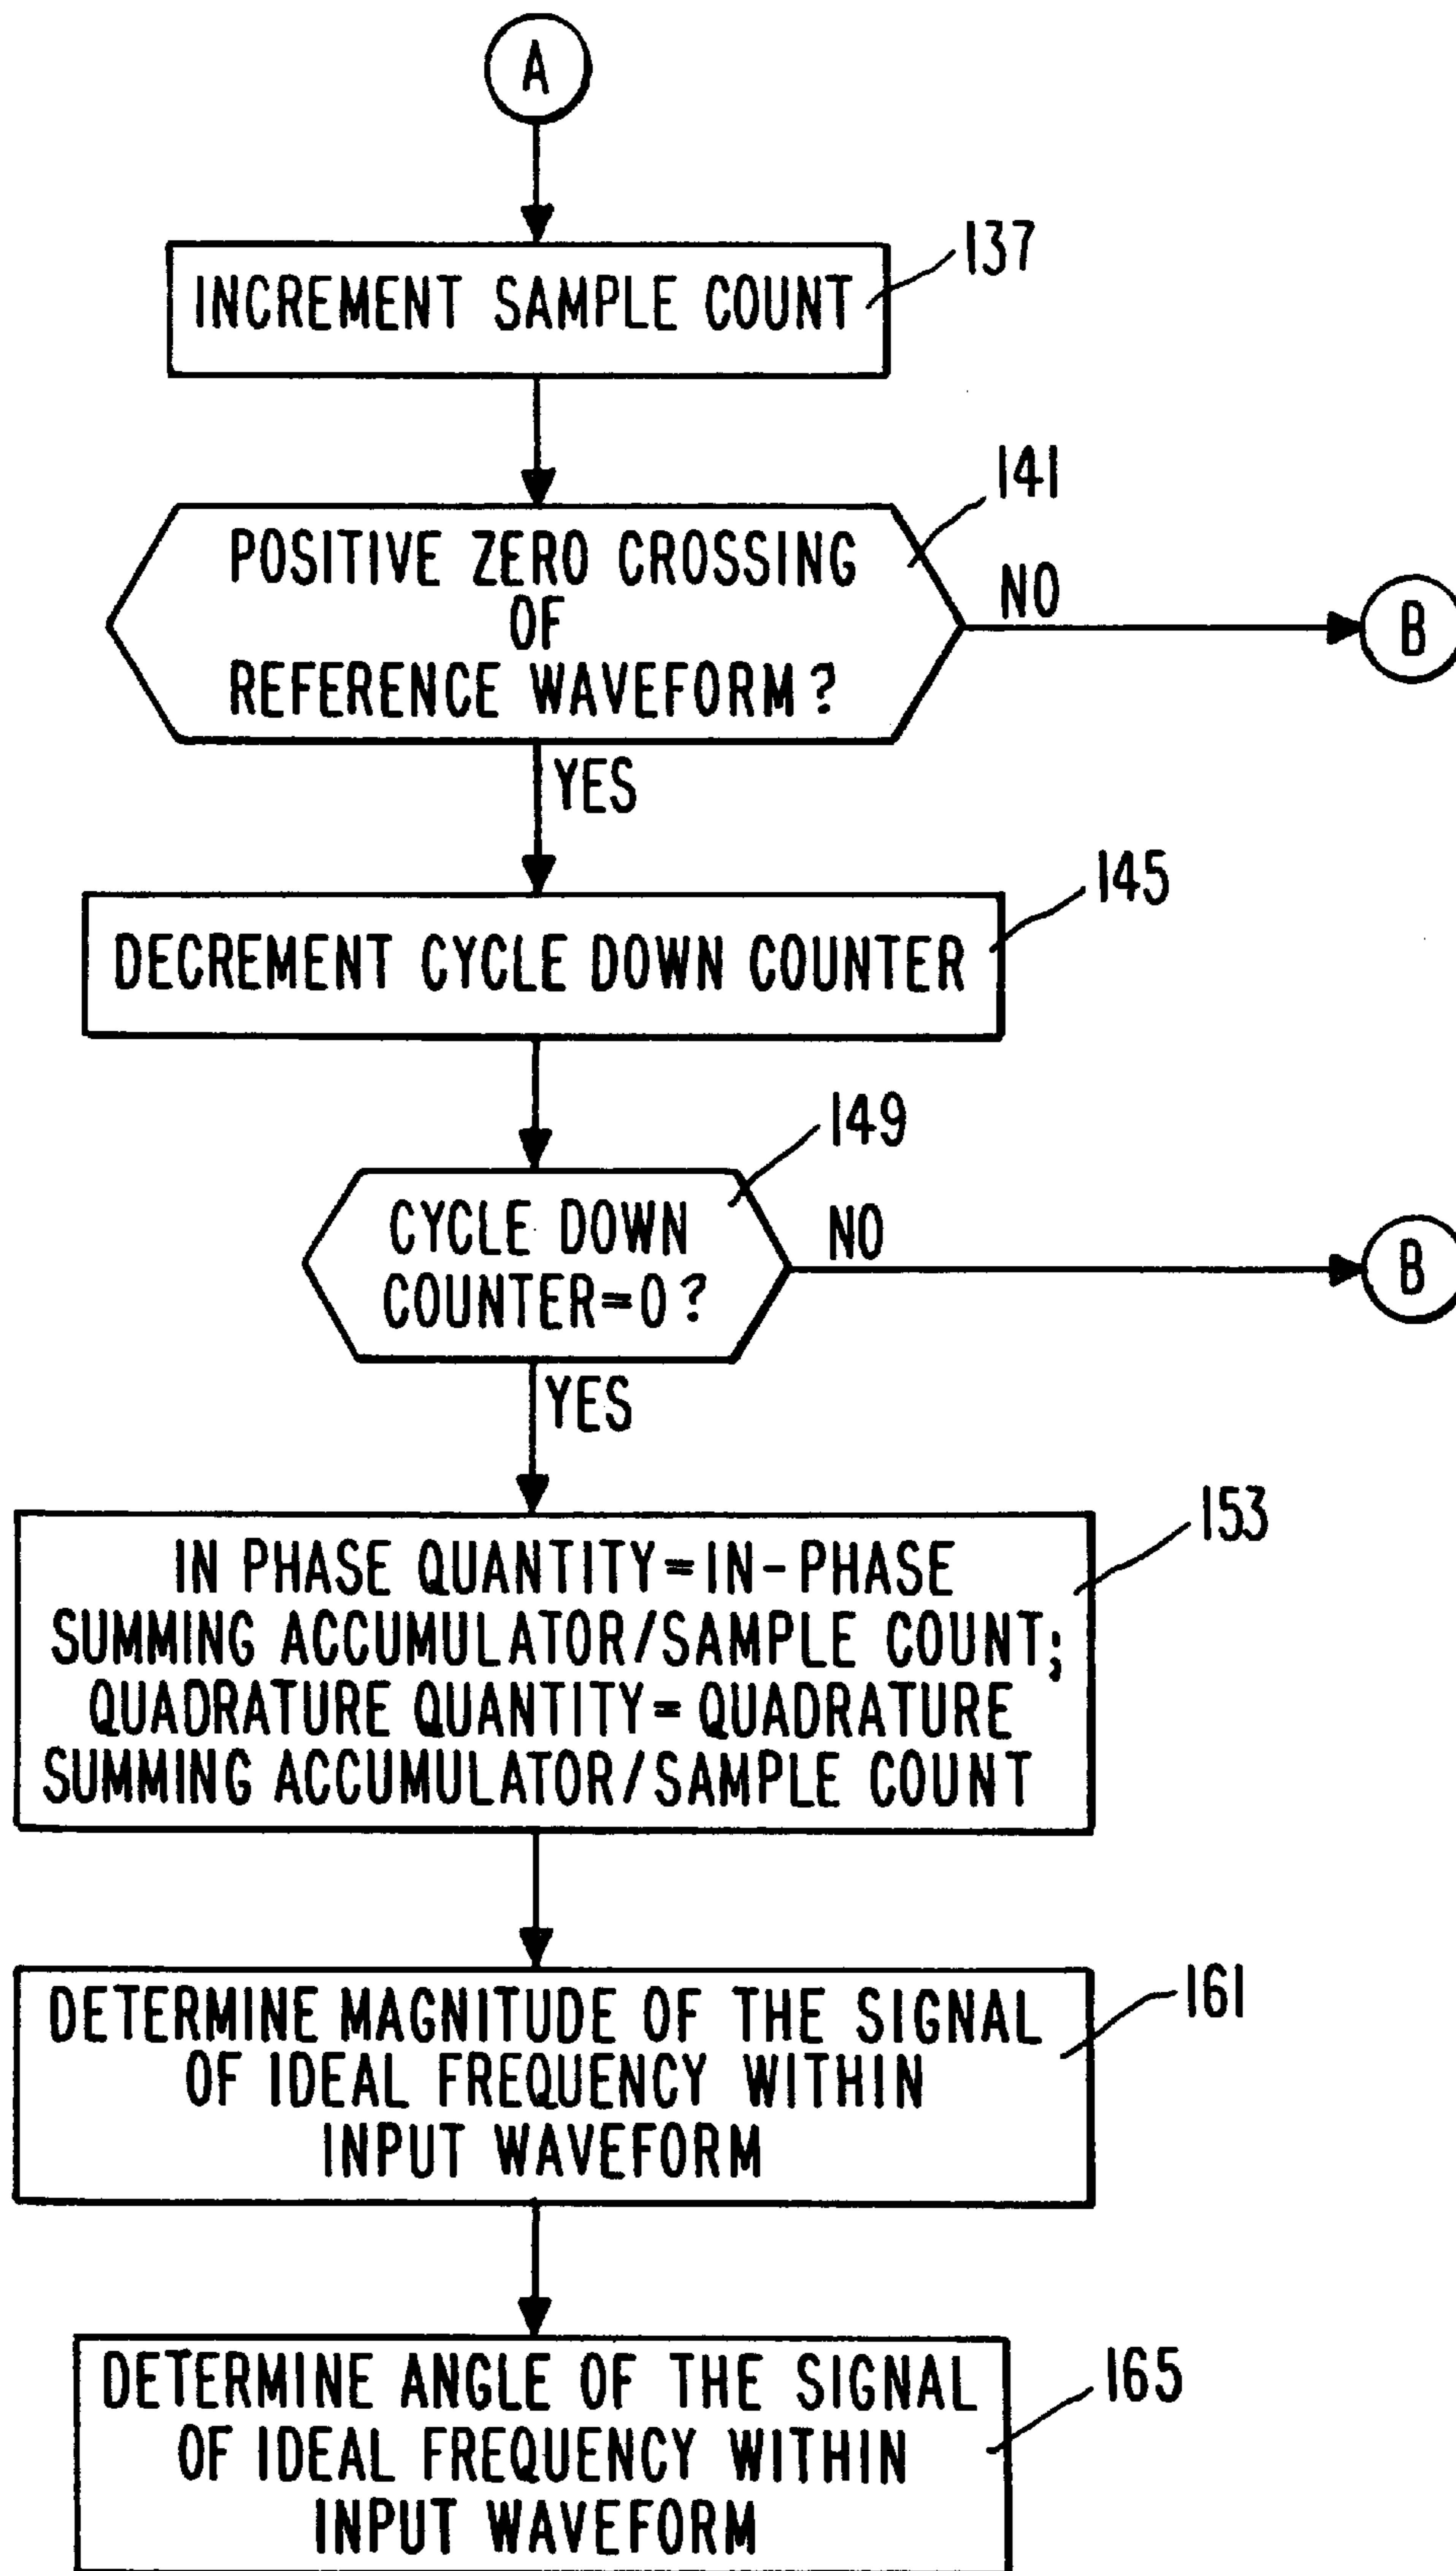 A
INCREMENT SAMPLE COUNT
137
POSITIVE ZERO CROSSING
OF
REFERENCE WAVEFORM?
141
NO
B
YES
DECREMENT CYCLE DOWN COUNTER
145
CYCLE DOWN
COUNTER=0?
149
NO
B
YES
IN PHASE QUANTITY=IN-PHASE
SUMMING ACCUMULATOR/SAMPLE COUNT;
QUADRATURE QUANTITY=QUADRATURE
SUMMING ACCUMULATOR/SAMPLE COUNT
153
DETERMINE MAGNITUDE OF THE SIGNAL
OF IDEAL FREQUENCY WITHIN
INPUT WAVEFORM
161
DETERMINE ANGLE OF THE SIGNAL
OF IDEAL FREQUENCY WITHIN
INPUT WAVEFORM
165